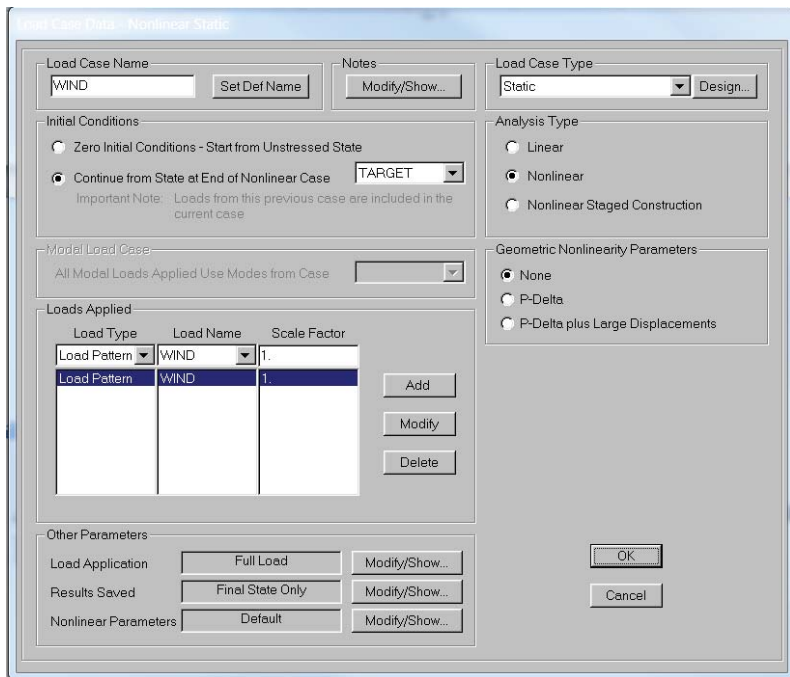 Load Case Data - Nonlinear Static
Load Case Name
WIND
Set Def Name
Notes
Modify/Show...
Load Case Type
Static
Design...
Initial Conditions
Zero Initial Conditions - Start from Unstressed State
Continue from State at End of Nonlinear Case
TARGET
Important Note: Loads from this previous case are included in the
current case
Analysis Type
Linear
Nonlinear
Nonlinear Staged Construction
Modal Load Case
All Modal Loads Applied Use Modes from Case
Geometric Nonlinearity Parameters
None
P-Delta
P-Delta plus Large Displacements
Loads Applied
Load Type Load Name Scale Factor
Load Pattern WIND 1.
Load Pattern WIND 1.
Add
Modify
Delete
Other Parameters
Load Application Full Load Modify/Show...
Results Saved Final State Only Modify/Show...
Nonlinear Parameters Default Modify/Show...
OK
Cancel